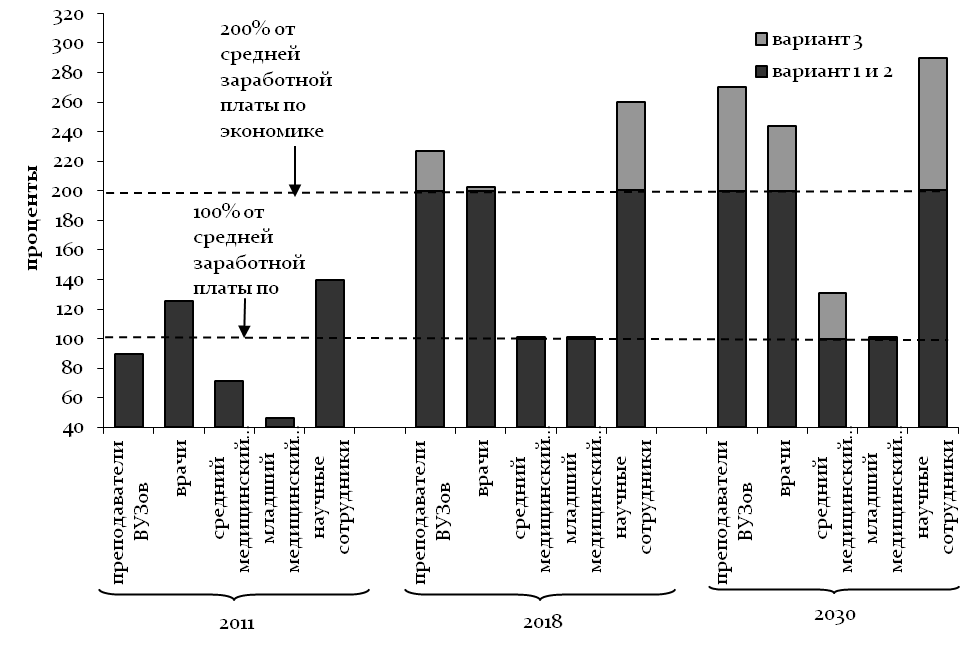 320
300
280
260
240
220
200
180
160
140
120
100
80
60
40
проценты
200% от
средней
заработной
платы по
экономике
100% от
средней
заработной
платы по
вариант 3
вариант 1 и 2
преподаватели
ВУЗов
врачи
средний
медицинский…
младший
медицинский…
научные
сотрудники
преподаватели
ВУЗов
врачи
средний
медицинский…
младший
медицинский…
научные
сотрудники
преподаватели
ВУЗов
врачи
средний
медицинский…
младший
медицинский…
научные
сотрудники
2011
2018
2030